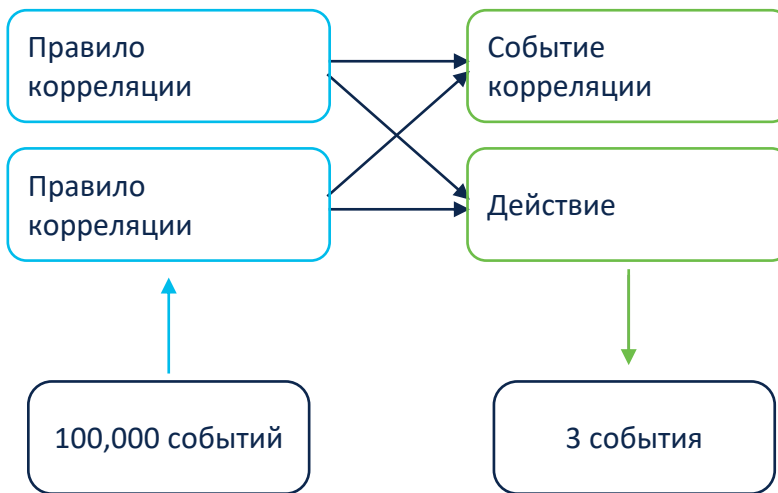 Правило
корреляции
Событие
корреляции
Правило
корреляции
Действие
100,000 событий
3 события